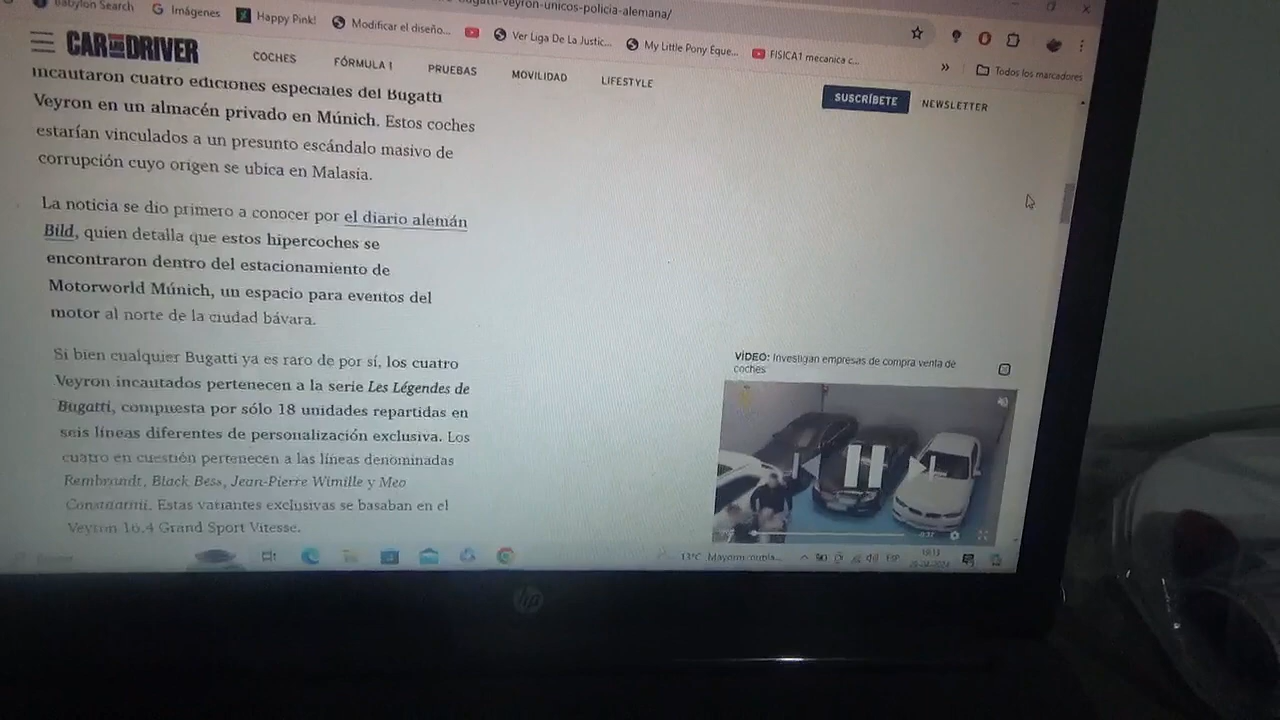 Babylon Search
Imágenes
Happy Pink!
Modificar el diseño...
Ver Liga De La Justic...
My Little Pony Eque...
FISICA1 mecanica c...
Todos los marcadores
-veyron-unicos-policia-alemana/
CAR AND DRIVER
COCHES
FÓRMULA 1
PRUEBAS
MOVILIDAD
LIFESTYLE
SUSCRÍBETE
NEWSLETTER
incautaron cuatro ediciones especiales del Bugatti
Veyron en un almacén privado en Múnich. Estos coches
estarían vinculados a un presunto escándalo masivo de
corrupción cuyo origen se ubica en Malasia.
La noticia se dio primero a conocer por el diario alemán
Bild, quien detalla que estos hipercoches se
encontraron dentro del estacionamiento de
Motorworld Múnich, un espacio para eventos del
motor al norte de la ciudad bávara.
Si bien cualquier Bugatti ya es raro de por sí, los cuatro
Veyron incautados pertenecen a la serie Les Légendes de
Bugatti, compuesta por sólo 18 unidades repartidas en
seis líneas diferentes de personalización exclusiva. Los
cuatro en cuestión pertenecen a las líneas denominadas
Rembrandt, Black Bess, Jean-Pierre Wimille y Meo
Constantini. Estas variantes exclusivas se basaban en el
Veyron 16.4 Grand Sport Vitesse.
VÍDEO: Investigan empresas de compra venta de
coches
13°C
ESP
hp